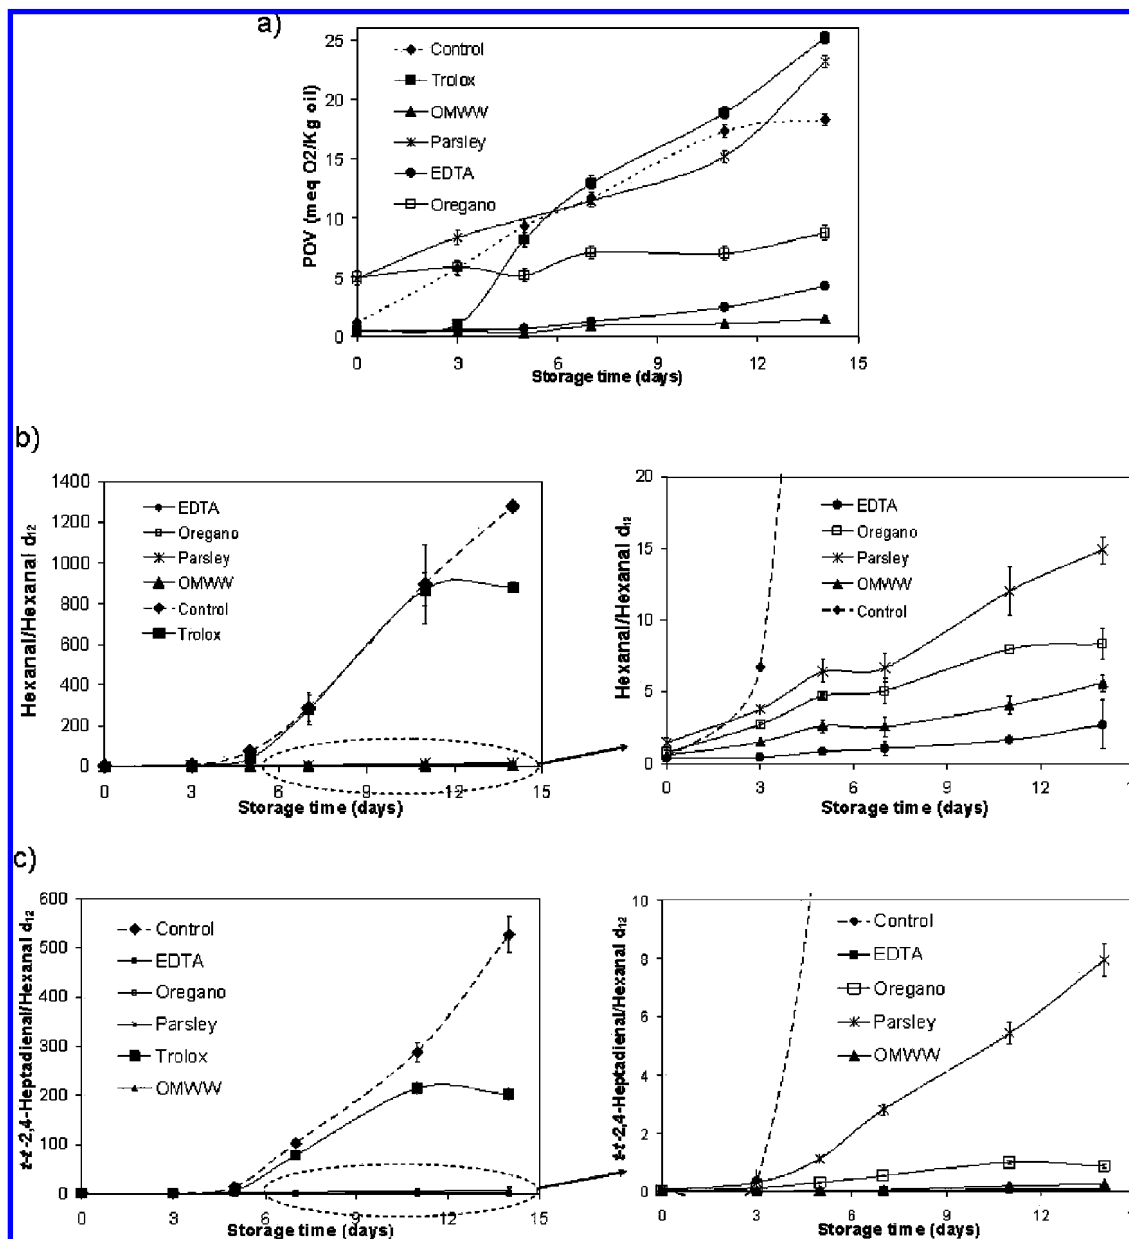 a)
POV (meq O2/Kg oil)
25
20
15
10
5
0
Control
Trolox
OMWW
Parsley
EDTA
Oregano
0 3 6 9 12 15
Storage time (days)
b)
Hexanal/Hexanal d12
1400
1200
1000
800
600
400
200
0
EDTA
Oregano
Parsley
OMWW
Control
Trolox
0 3 6 9 12 15
Storage time (days)
Hexanal/Hexanal d12
20
15
10
5
0
EDTA
Oregano
Parsley
OMWW
Control
0 3 6 9 12
Storage time (days)
c)
t-t-2,4-Heptadienal/Hexanal d12
600
500
400
300
200
100
0
Control
EDTA
Oregano
Parsley
Trolox
OMWW
0 3 6 9 12 15
Storage time (days)
t-t-2,4-Heptadienal/Hexanal d12
10
8
6
4
2
0
Control
EDTA
Oregano
Parsley
OMWW
0 3 6 9 12
Storage time (days)